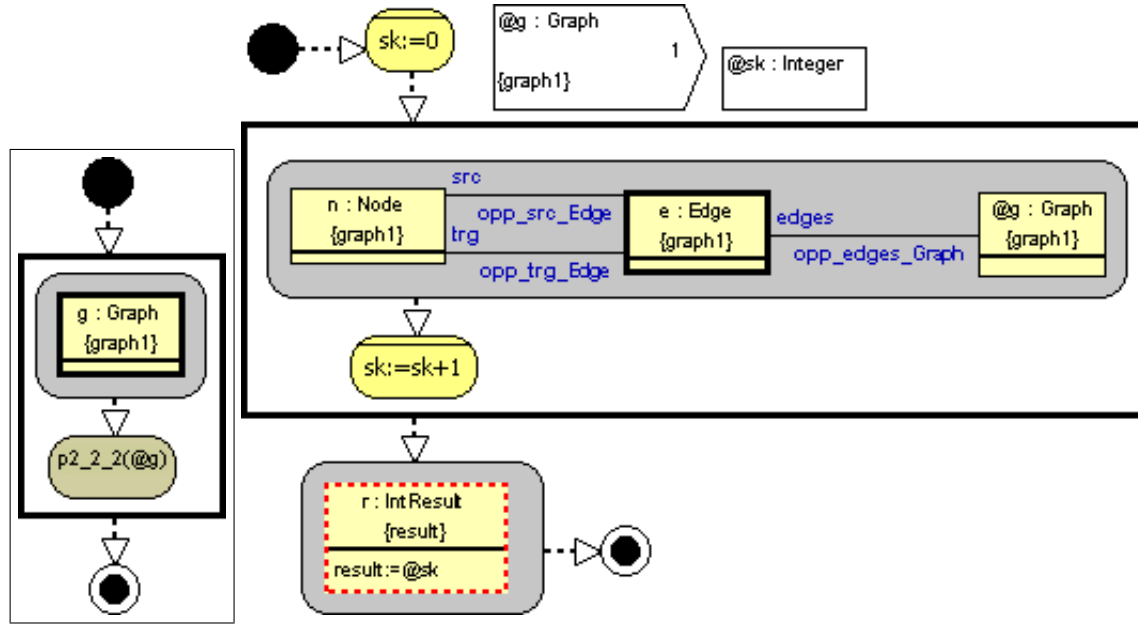 sk:=0
@g : Graph
1
{graph1}
@sk : Integer
src
n : Node
{graph1}
opp_src_Edge
trg
opp_trg_Edge
e : Edge
{graph1}
edges
opp_edges_Graph
@g : Graph
{graph1}
sk:=sk+1
g : Graph
{graph1}
p2_2_2(@g)
r : IntResult
{result}
result:=@sk